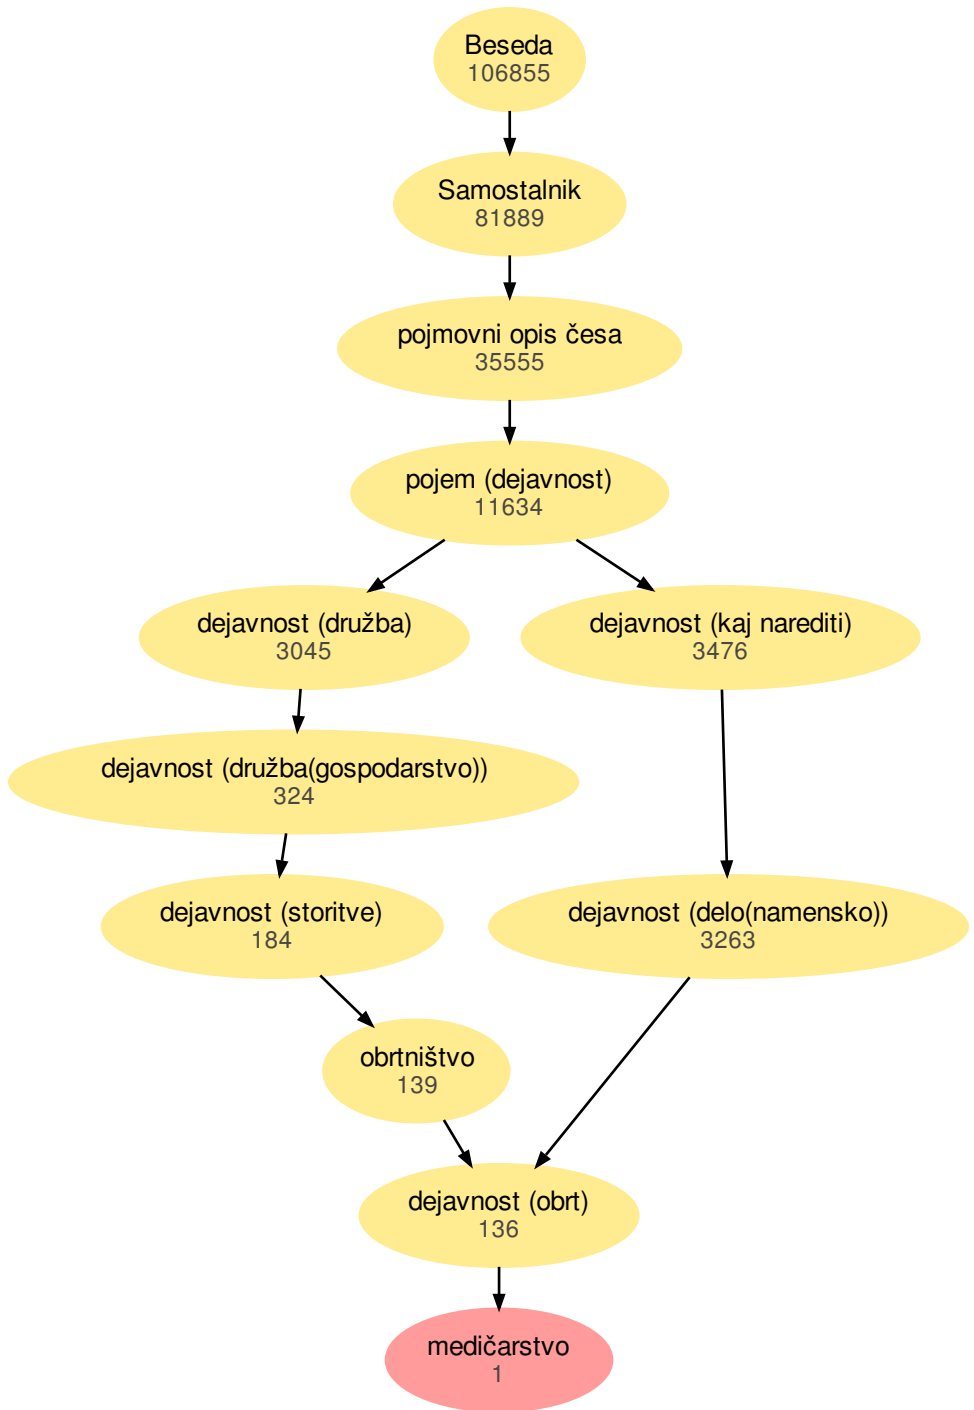 Beseda
106855
Samostalnik
81889
pojmovni opis česa
35555
pojem (dejavnost)
11634
dejavnost (družba)
3045
dejavnost (kaj narediti)
3476
dejavnost (družba(gospodarstvo))
324
dejavnost (storitve)
184
dejavnost (delo(namensko))
3263
obrtništvo
139
dejavnost (obrt)
136
medičarstvo
1